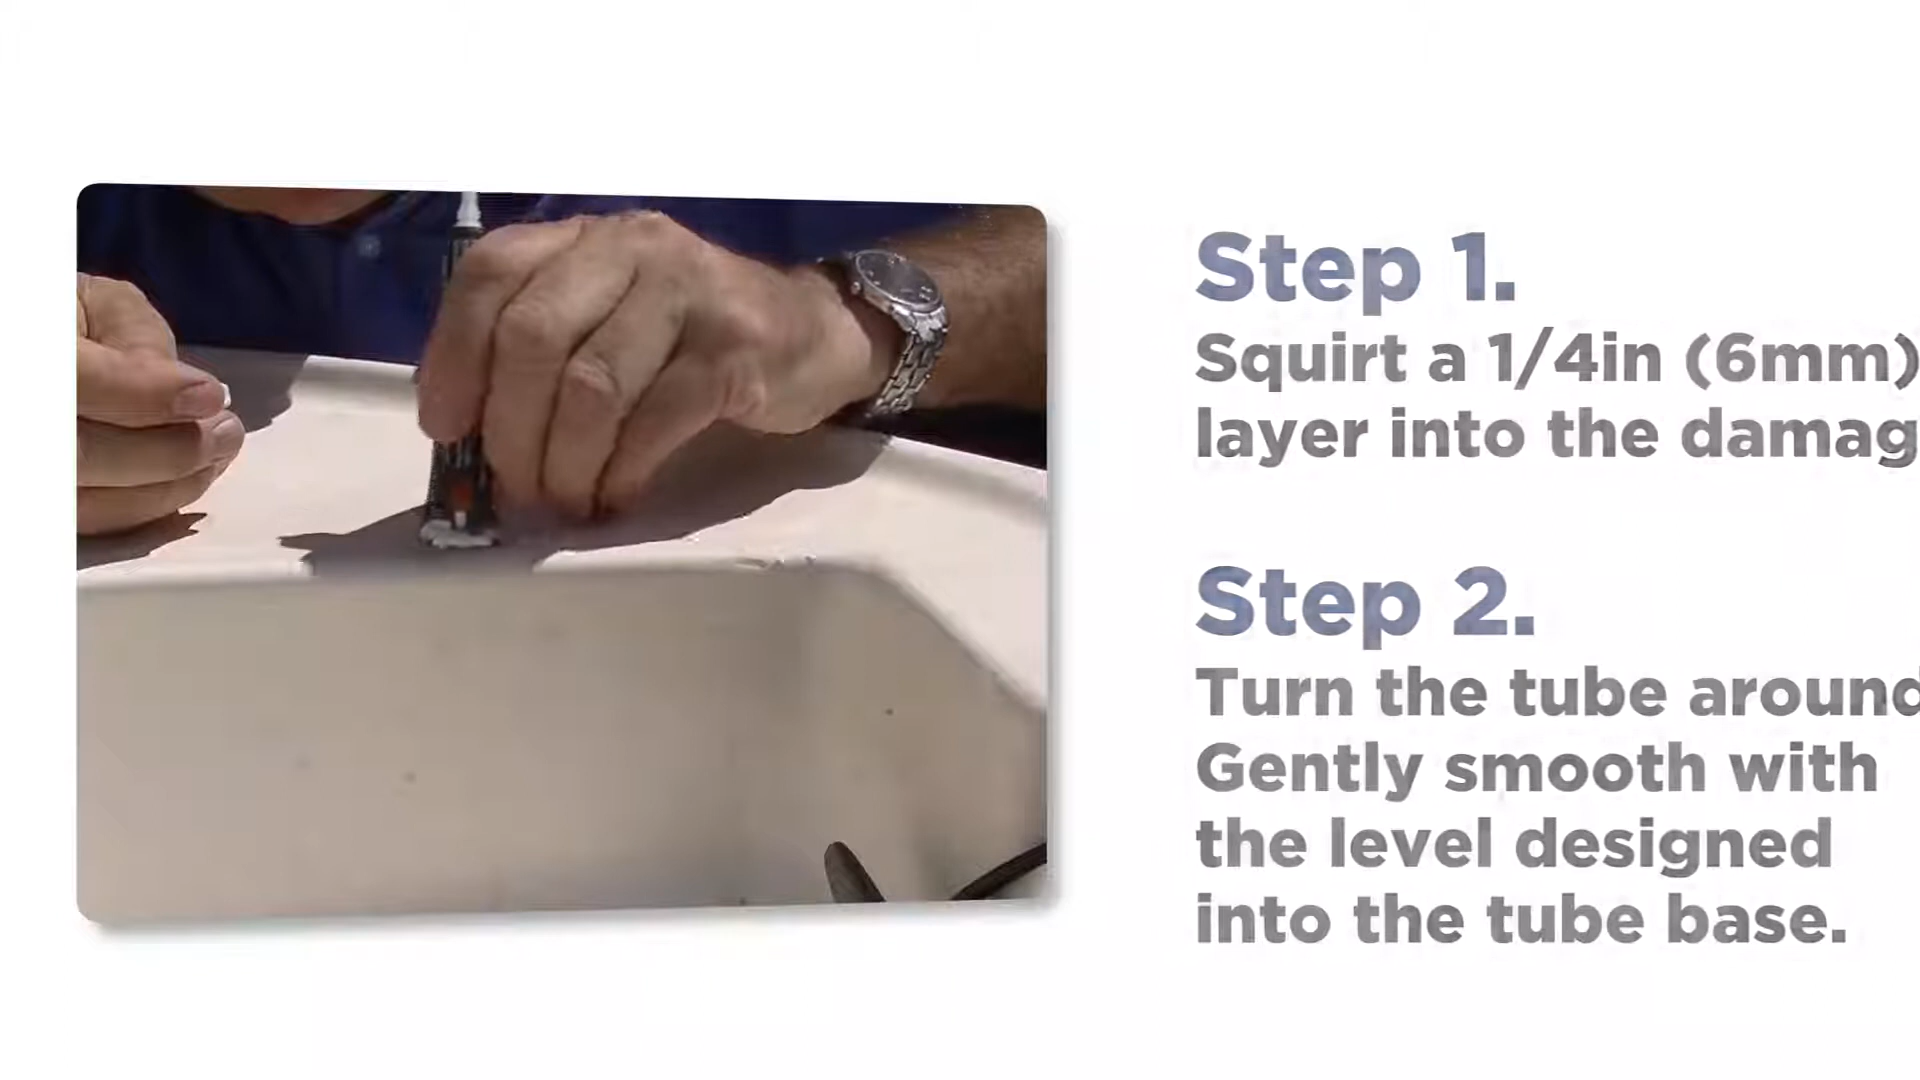 Step 1.
Squirt a 1/4in (6mm)
layer into the damag
Step 2.
Turn the tube around
Gently smooth with
the level designed
into the tube base.